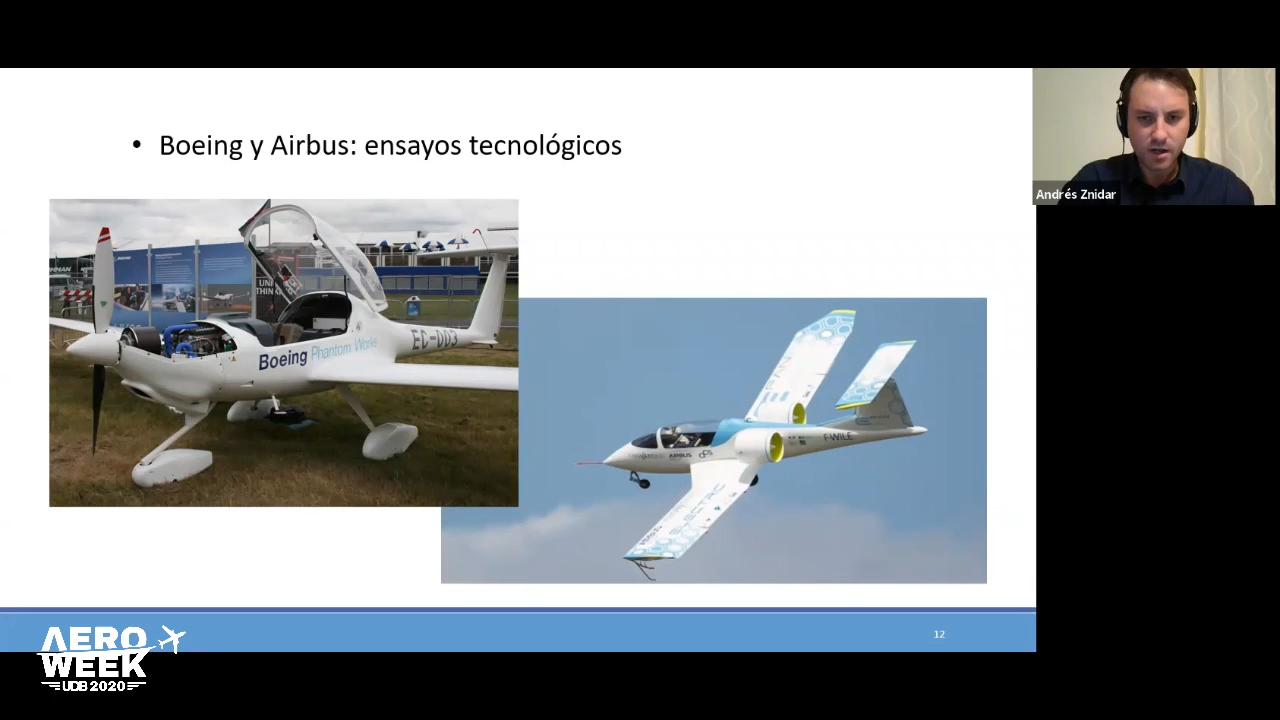 • Boeing y Airbus: ensayos tecnológicos
Andrés Znidar
Boeing Phantom Works
EC-003
AIRBUS
F-WILE
12
AERO
WEEK
UDB 2020